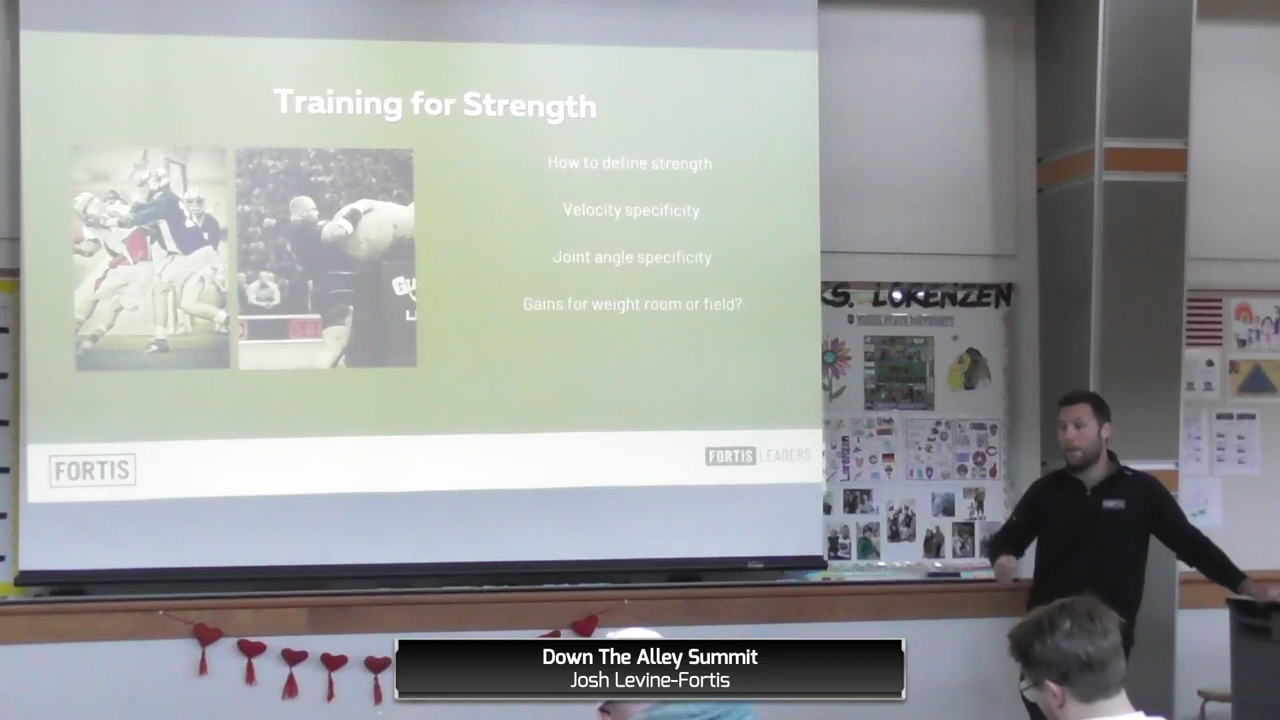 Training for Strength
How to define strength
Velocity specificity
Joint angle specificity
Gains for weight room or field?
FORTIS
FORTIS LEADERS
S. LORENZEN
Lorenzen
Down The Alley Summit
Josh Levine-Fortis